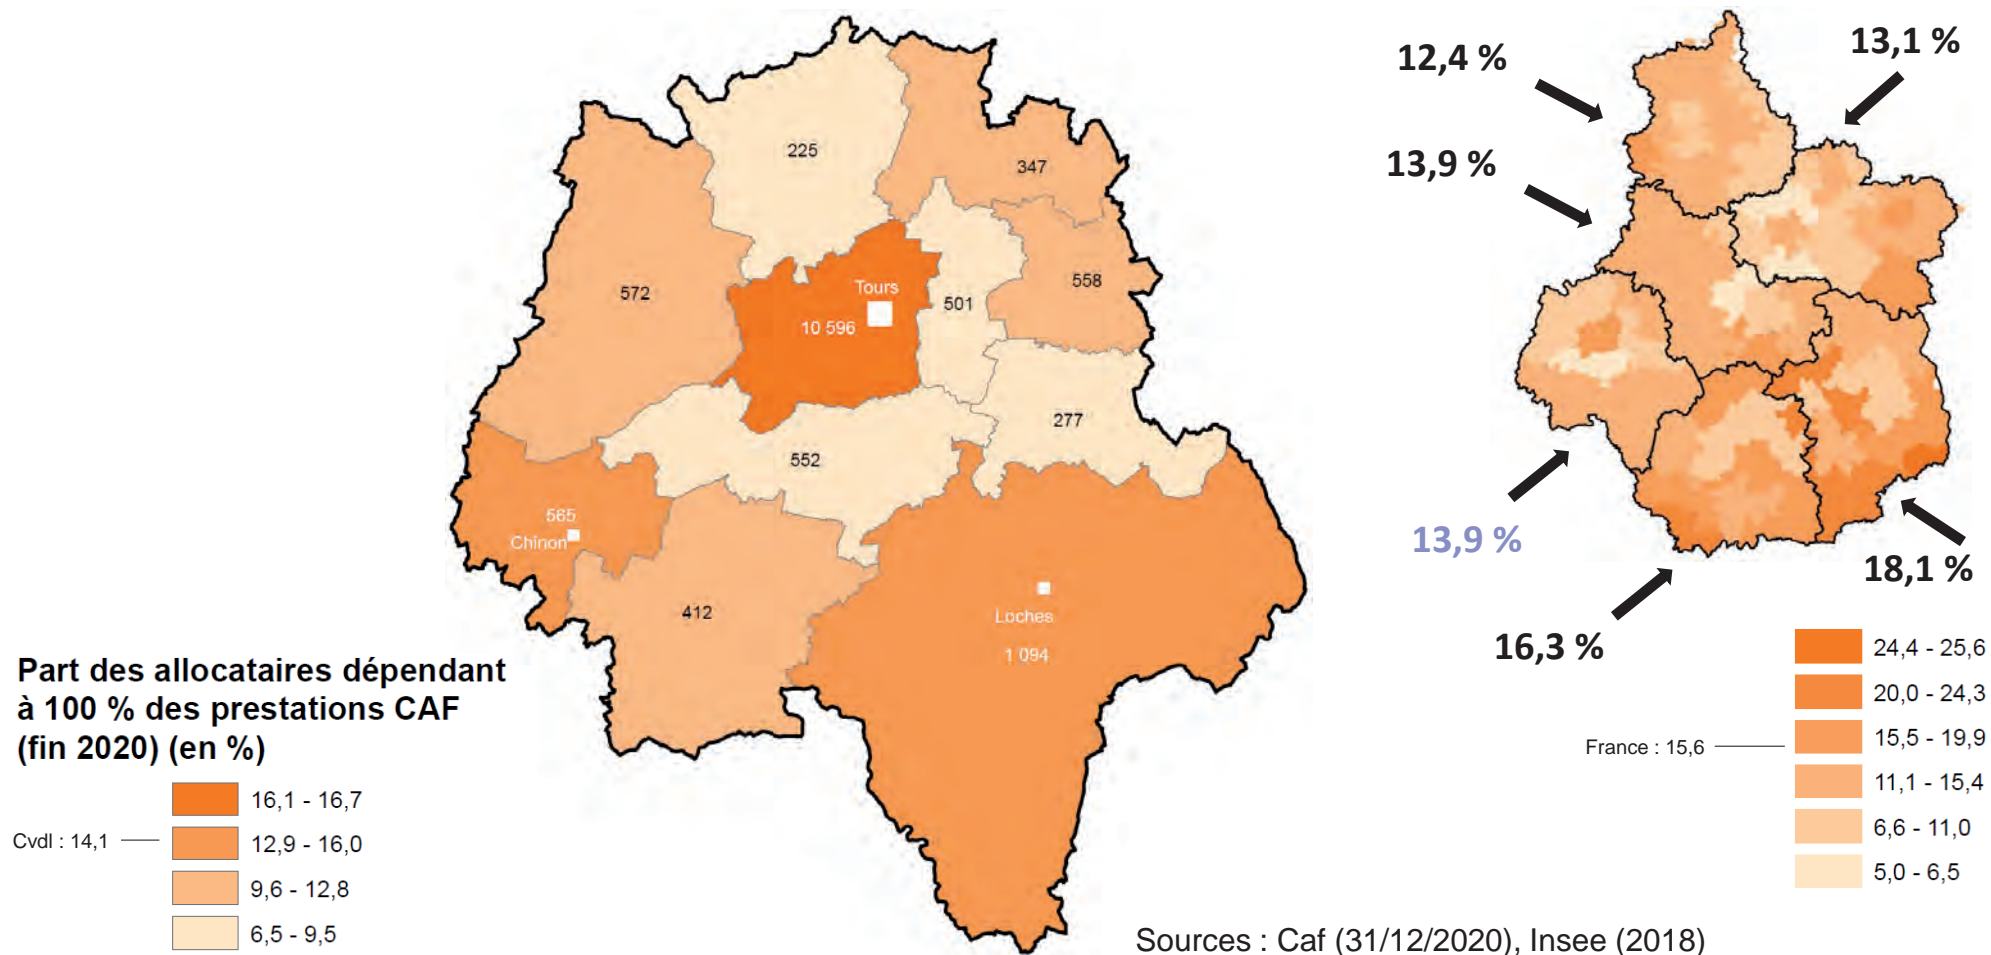 12,4 %
13,1 %
13,9 %
225
347
572
Tours
10 596
501
558
277
552
565
Chinon
412
Loches
1 094
13,9 %
18,1 %
16,3 %
Part des allocataires dépendant
à 100 % des prestations CAF
(fin 2020) (en %)
16,1 - 16,7
Cvdl : 14,1
12,9 - 16,0
9,6 - 12,8
6,5 - 9,5
24,4 - 25,6
20,0 - 24,3
France : 15,6
15,5 - 19,9
11,1 - 15,4
6,6 - 11,0
5,0 - 6,5
Sources : Caf (31/12/2020), Insee (2018)